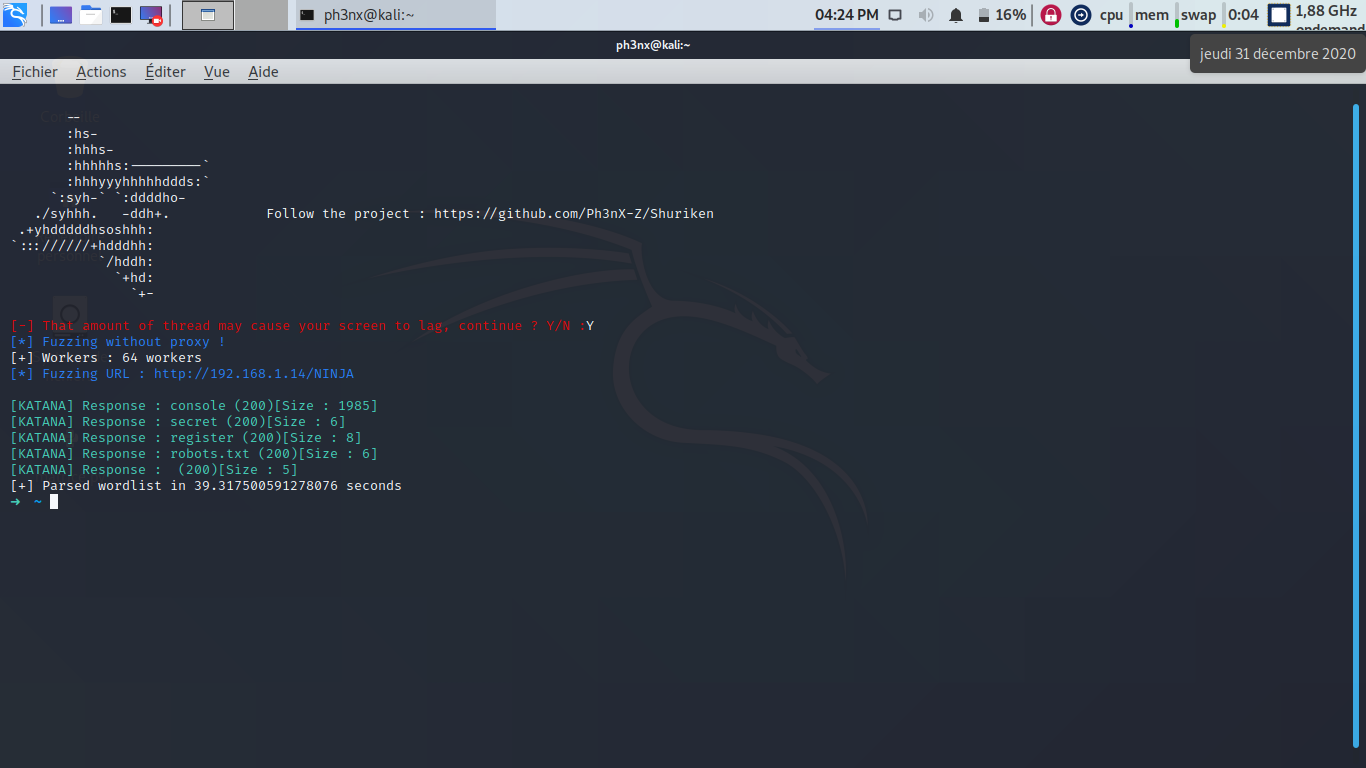 ph3nx@kali:~
04:24 PM
16%
cpu
mem
swap
0:04
1,88 GHz
ondemand
ph3nx@kali:~
jeudi 31 décembre 2020
Fichier Actions Éditer Vue Aide
--
:hs-
:hhhs-
:hhhhhs:---------`
:hhhyyyhhhhhddds:`
`:syh-` `:ddddho-
./syhhh.   -ddh+.            Follow the project : https://github.com/Ph3nX-Z/Shuriken
.+yhdddddhsoshhh:
`:::///////+hdddhh:
`/hddh:
`+hd:
`+-
[-] That amount of thread may cause your screen to lag, continue ? Y/N :Y
[*] Fuzzing without proxy !
[+] Workers : 64 workers
[*] Fuzzing URL : http://192.168.1.14/NINJA
[KATANA] Response : console (200)[Size : 1985]
[KATANA] Response : secret (200)[Size : 6]
[KATANA] Response : register (200)[Size : 8]
[KATANA] Response : robots.txt (200)[Size : 6]
[KATANA] Response :  (200)[Size : 5]
[+] Parsed wordlist in 39.317500591278076 seconds
→ ~